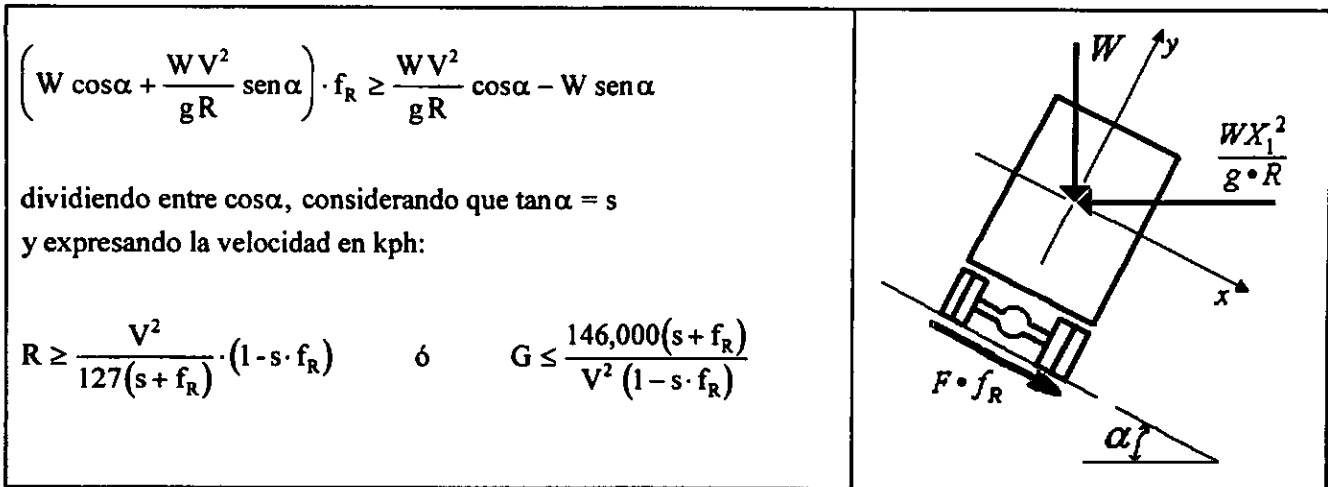 (W cosα + WV²/gR senα) · f_R ≥ WV²/gR cosα − W senα
dividiendo entre cosα, considerando que tanα = s
y expresando la velocidad en kph:
R ≥ V²/127(s + f_R) · (1 - s · f_R) ó G ≤ 146,000(s + f_R)/V² (1 − s · f_R)
W
y
WX₁²/g • R
x
F • f_R
α